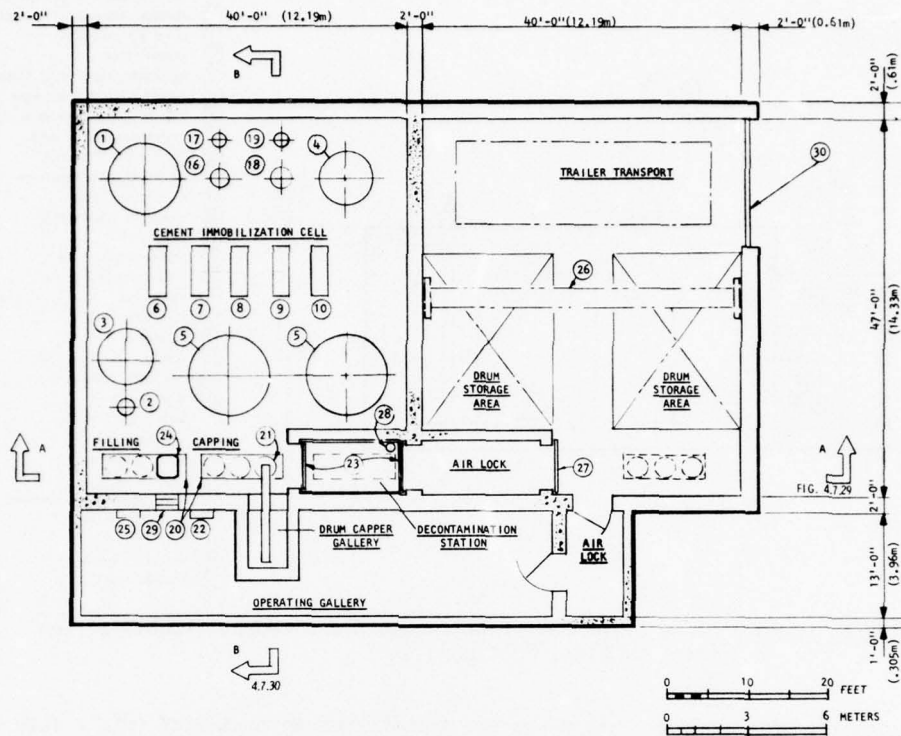 2'-0" 40'-0" (12.19m) 2'-0" 40'-0"(12.19m) 2'-0"(0.61m)
B
2'-0"
(.61m)
1 17 19 4
16 18
TRAILER TRANSPORT
30
CEMENT IMMOBILIZATION CELL
26
6 7 8 9 10
47'-0"
(14.33m)
3 5 5
DRUM
STORAGE
AREA
DRUM
STORAGE
AREA
2
28
A
FILLING 24 CAPPING 21
23
AIR LOCK
27
A
FIG. 4.7.29
2'-0"
25 29 20 22
DRUM CAPPER
GALLERY
DECONTAMINATION
STATION
AIR
LOCK
13'-0"
(3.96m)
OPERATING GALLERY
1'-0"
(.305m)
B
4.7.30
0 10 20 FEET
0 3 6 METERS